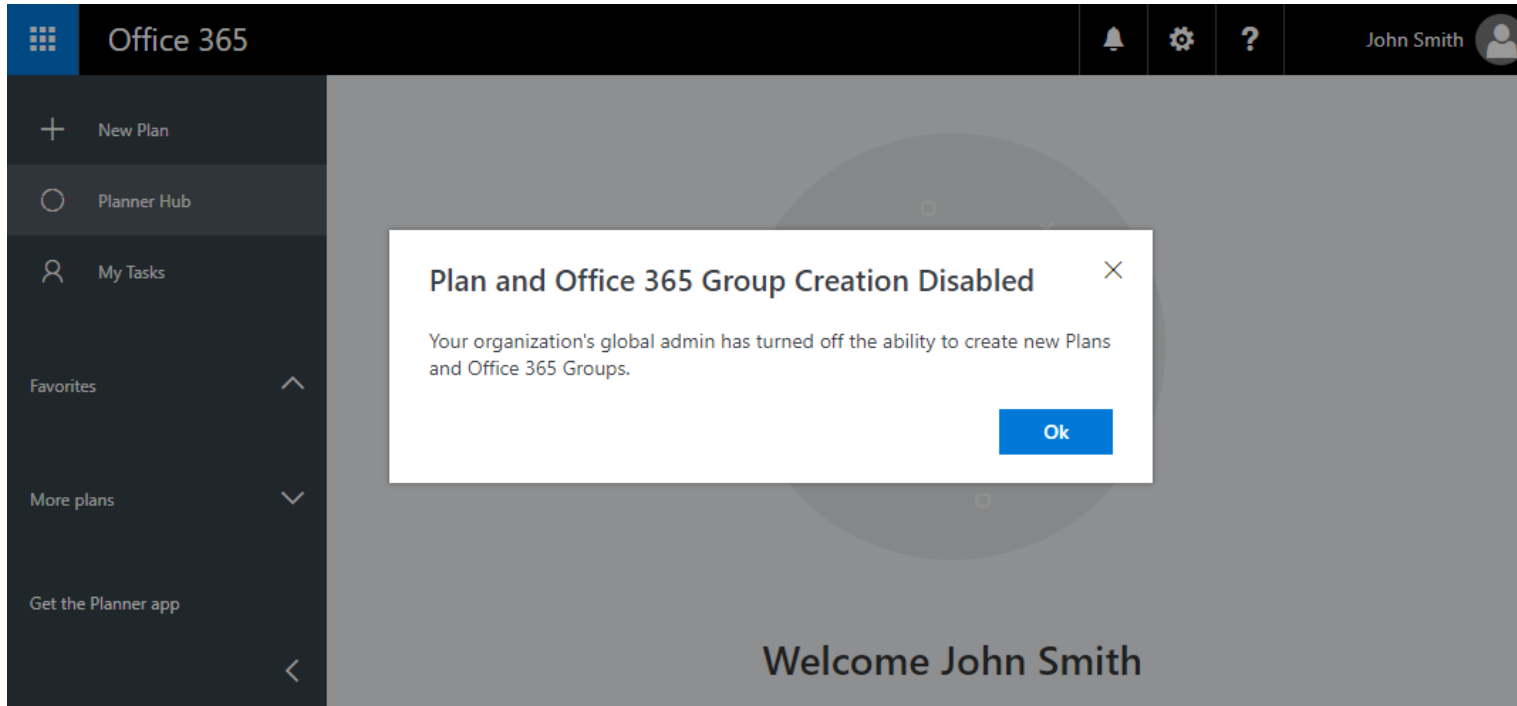 Office 365
?
John Smith
New Plan
Planner Hub
My Tasks
Favorites
More plans
Get the Planner app
Plan and Office 365 Group Creation Disabled
Your organization's global admin has turned off the ability to create new Plans
and Office 365 Groups.
Ok
Welcome John Smith